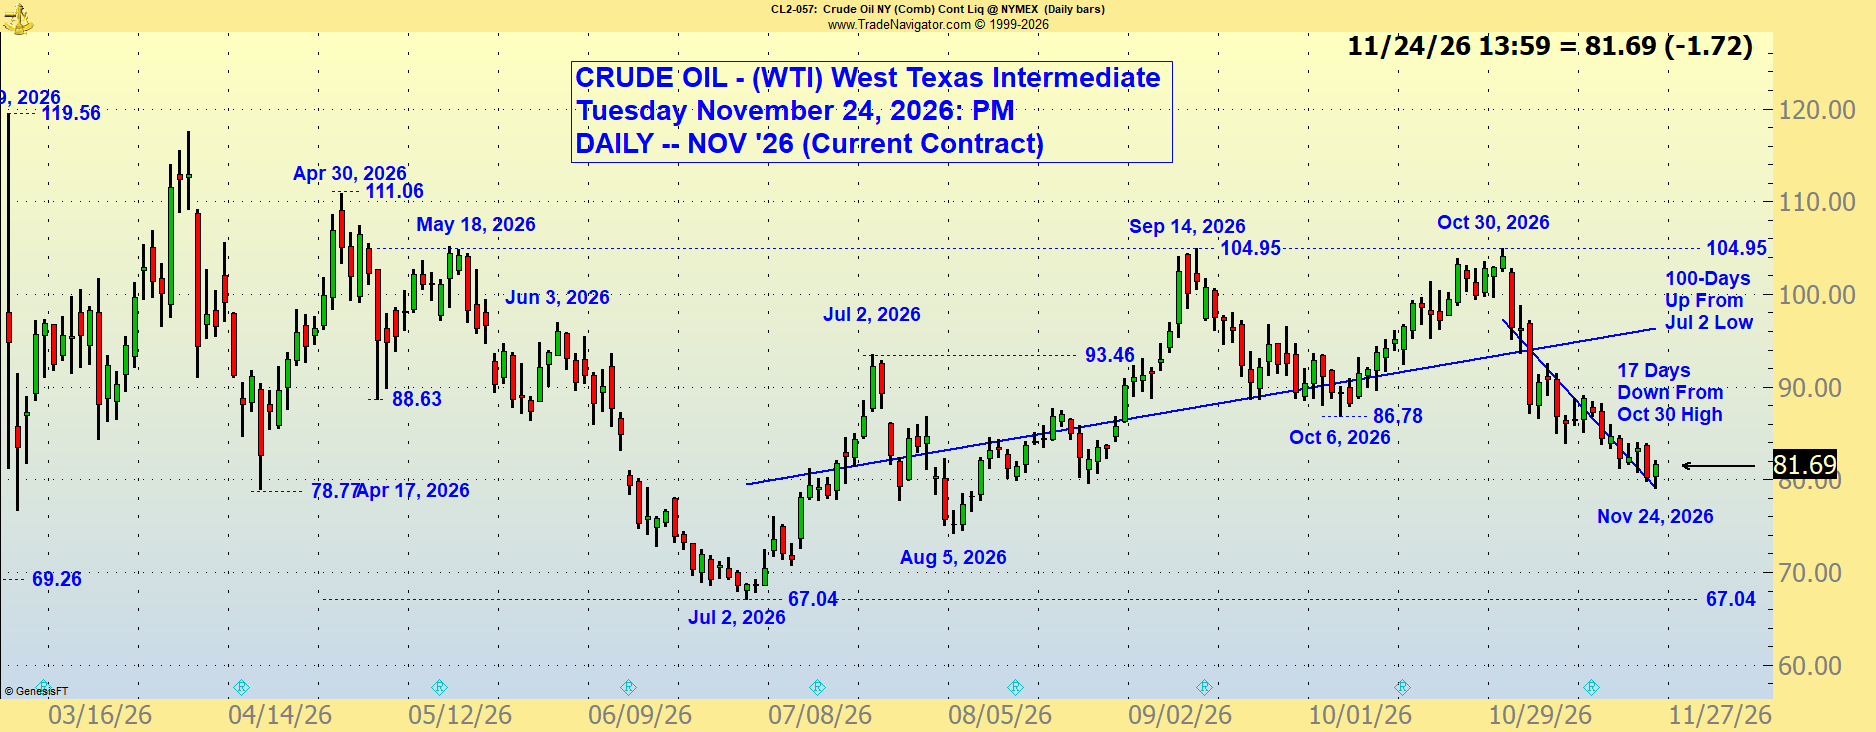 CL2-057: Crude Oil NY (Comb) Cont Liq @ NYMEX (Daily bars)
www.TradeNavigator.com © 1999-2026
11/24/26 13:59 = 81.69 (-1.72)
CRUDE OIL - (WTI) West Texas Intermediate
Tuesday November 24, 2026: PM
DAILY -- NOV '26 (Current Contract)
9, 2026
119.56
120.00
Apr 30, 2026
111.06
110.00
May 18, 2026
Sep 14, 2026
104.95
Oct 30, 2026
104.95
100-Days
Up From
Jul 2 Low
Jun 3, 2026
100.00
Jul 2, 2026
93.46
88.63
90.00
17 Days
Down From
Oct 30 High
86,78
Oct 6, 2026
81.69
80.00
78.77
Apr 17, 2026
Nov 24, 2026
Aug 5, 2026
69.26
70.00
67.04
67.04
Jul 2, 2026
60.00
R R R R R R R R R
© GenesisFT
03/16/26 04/14/26 05/12/26 06/09/26 07/08/26 08/05/26 09/02/26 10/01/26 10/29/26 11/27/26